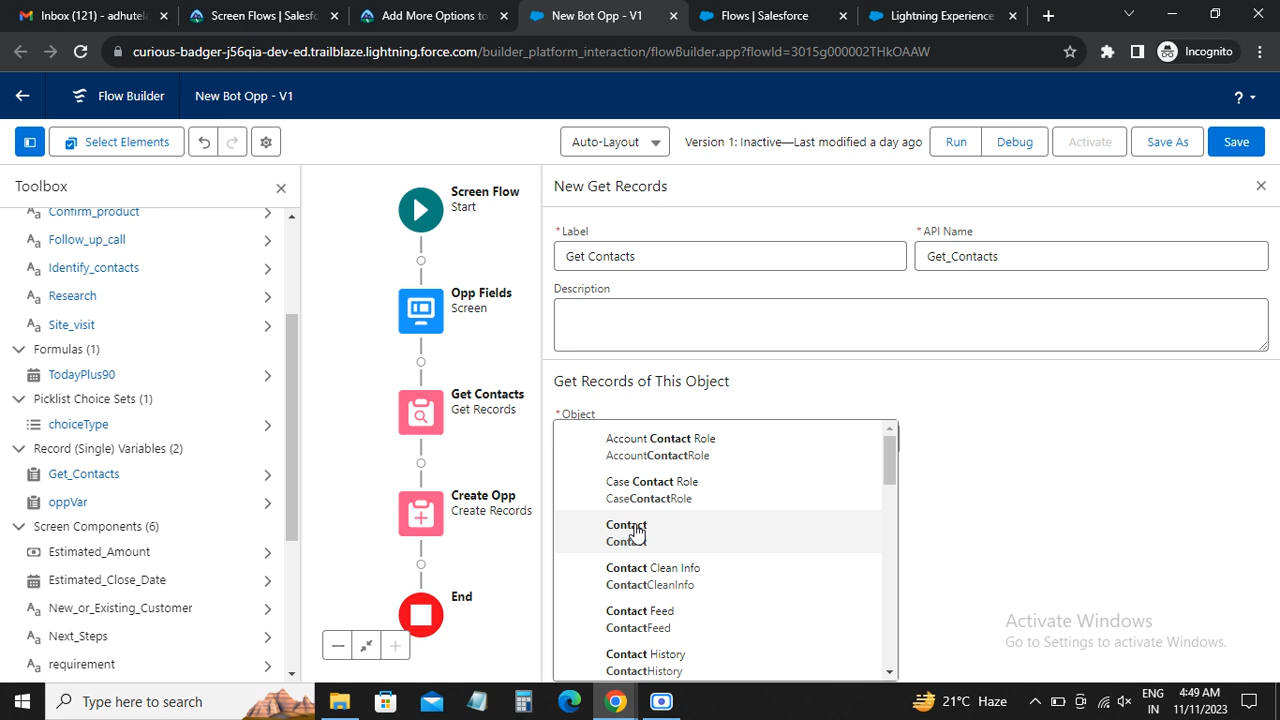 Inbox (121) - adhutela
Screen Flows | Salesf
Add More Options to
New Bot Opp - V1
Flows | Salesforce
Lightning Experience
curious-badger-j56qia-dev-ed.trailblaze.lightning.force.com/builder_platform_interaction/flowBuilder.app?flowId=3015g000002THkOAAW
Incognito
Flow Builder
New Bot Opp - V1
?
Select Elements
Auto-Layout
Version 1: Inactive—Last modified a day ago
Run
Debug
Activate
Save As
Save
Toolbox
Confirm_product
Follow_up_call
Identify_contacts
Research
Site_visit
Formulas (1)
TodayPlus90
Picklist Choice Sets (1)
choiceType
Record (Single) Variables (2)
Get_Contacts
oppVar
Screen Components (6)
Estimated_Amount
Estimated_Close_Date
New_or_Existing_Customer
Next_Steps
requirement
Screen Flow
Start
Opp Fields
Screen
Get Contacts
Get Records
Create Opp
Create Records
End
New Get Records
* Label
Get Contacts
* API Name
Get_Contacts
Description
Get Records of This Object
* Object
Account Contact Role
AccountContactRole
Case Contact Role
CaseContactRole
Contact
Contact
Contact Clean Info
ContactCleanInfo
Contact Feed
ContactFeed
Contact History
ContactHistory
Activate Windows
Go to Settings to activate Windows.
Type here to search
21°C Haze
ENG
IN
4:49 AM
11/11/2023